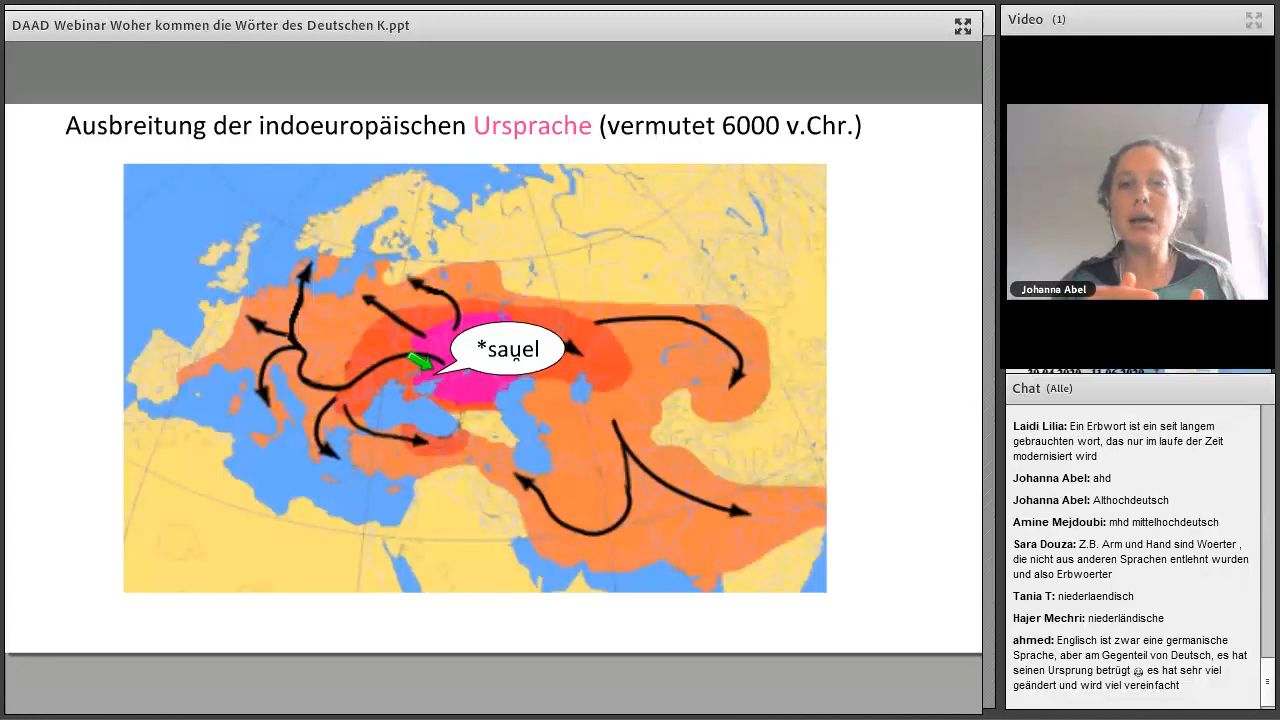 DAAD Webinar Woher kommen die Wörter des Deutschen K.ppt
Ausbreitung der indoeuropäischen Ursprache (vermutet 6000 v.Chr.)
*sau̯el
Video (1)
Johanna Abel
Chat (Alle)
Laidi Lilia: Ein Erbwort ist ein seit langem
gebrauchten wort, das nur im laufe der Zeit
modernisiert wird
Johanna Abel: ahd
Johanna Abel: Althochdeutsch
Amine Mejdoubi: mhd mittelhochdeutsch
Sara Douza: Z.B. Arm und Hand sind Woerter ,
die nicht aus anderen Sprachen entlehnt wurden
und also Erbwoerter
Tania T: niederlaendisch
Hajer Mechri: niederländische
ahmed: Englisch ist zwar eine germanische
Sprache, aber am Gegenteil von Deutsch, es hat
seinen Ursprung betrügt 😂 es hat sehr viel
geändert und wird viel vereinfacht